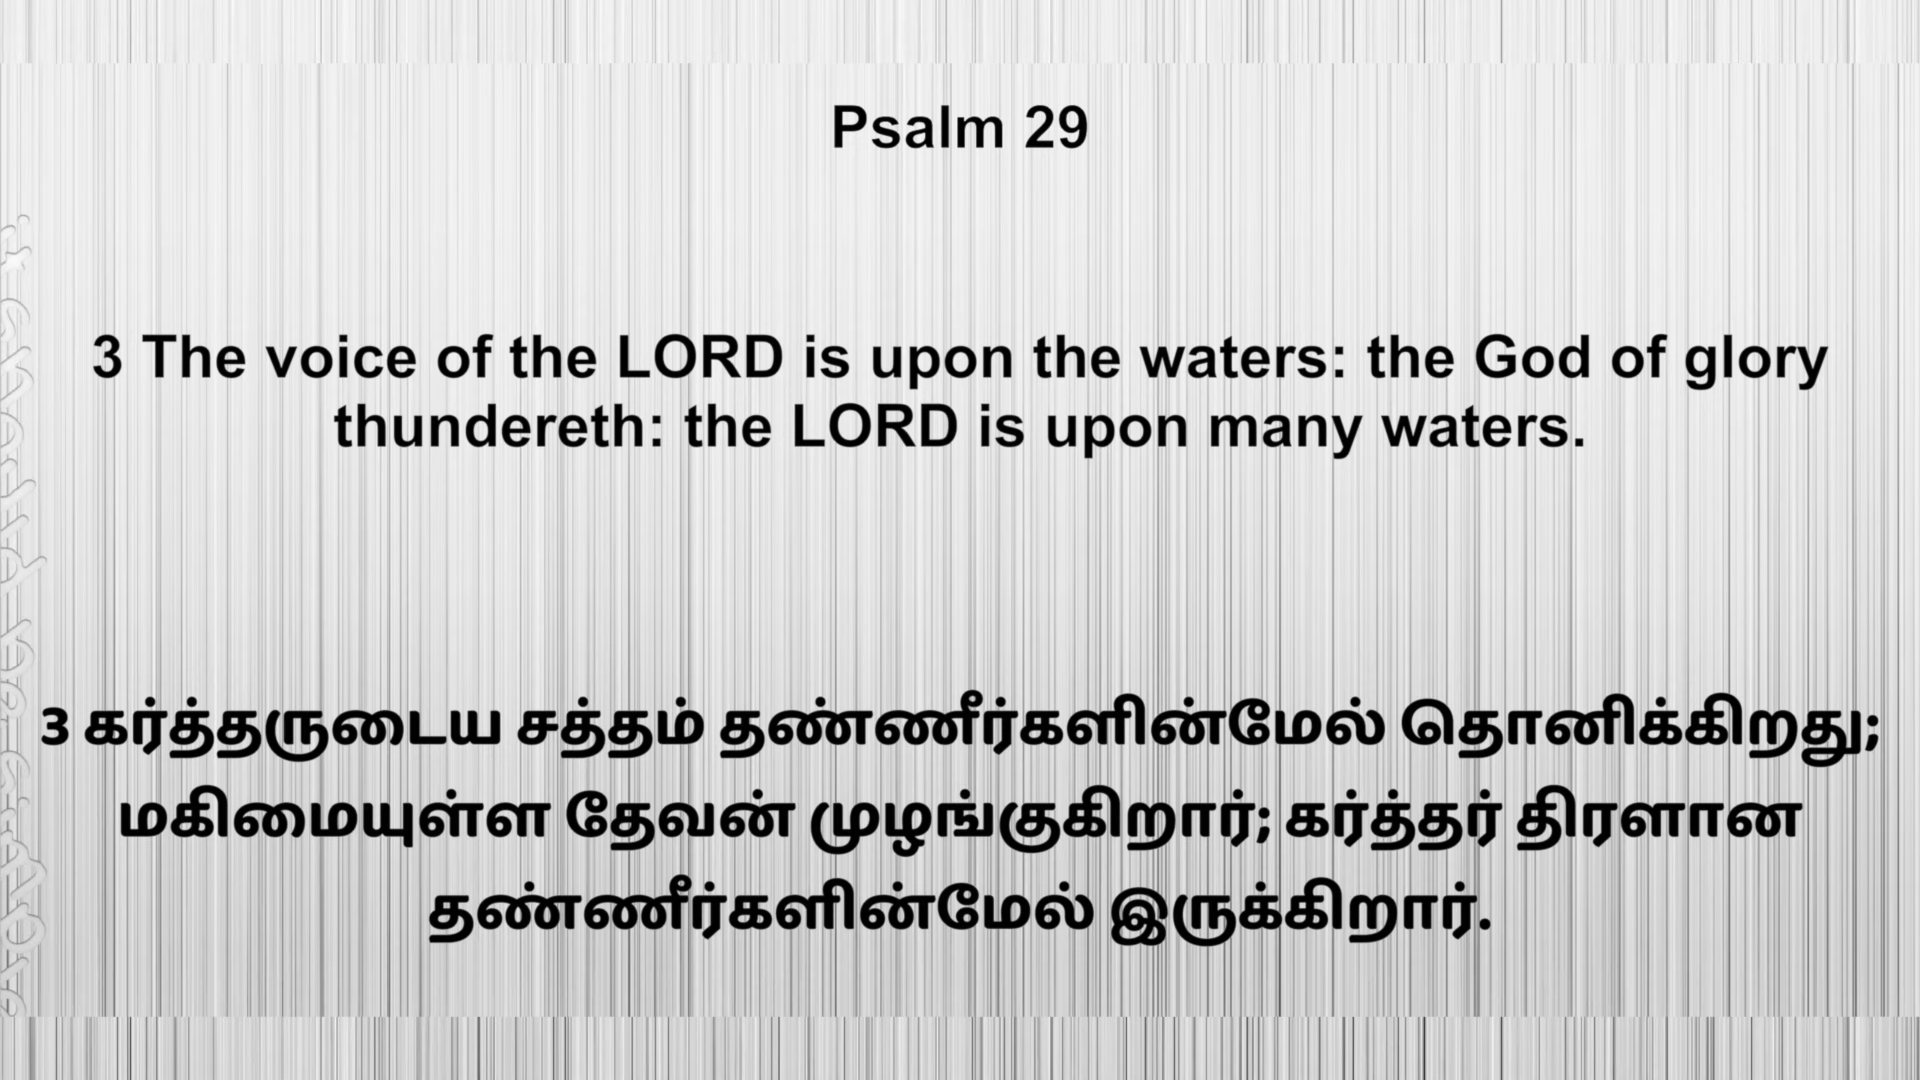 Psalm 29
3 The voice of the LORD is upon the waters: the God of glory
thundereth: the LORD is upon many waters.
3 கர்த்தருடைய சத்தம் தண்ணீர்களின்மேல் தொனிக்கிறது;
மகிமையுள்ள தேவன் முழங்குகிறார்; கர்த்தர் திரளான
தண்ணீர்களின்மேல் இருக்கிறார்.